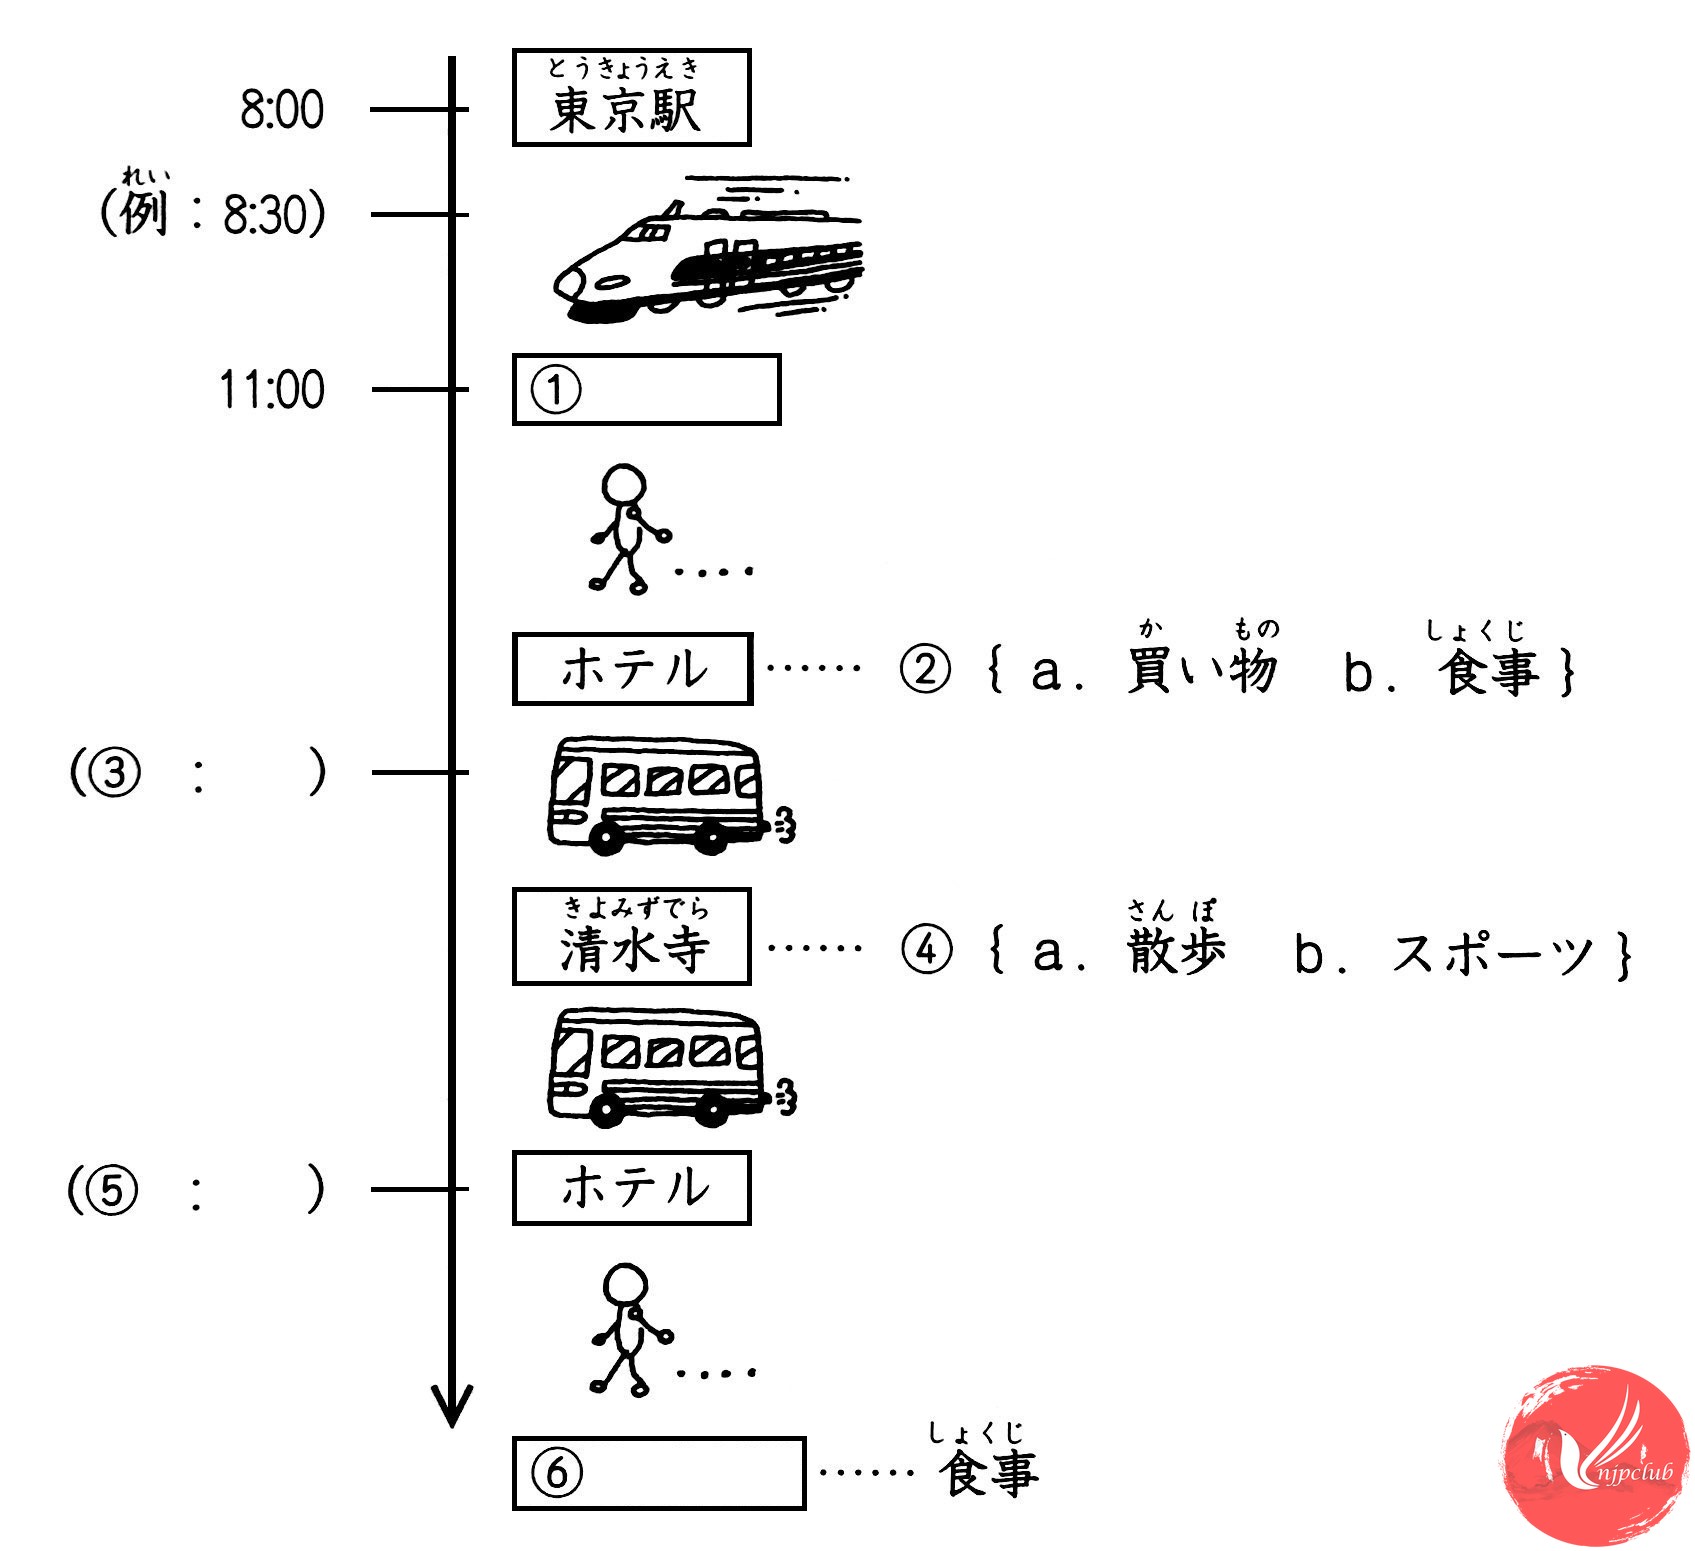 とうきょうえき
8:00 東京駅
れい
(例：8:30)
11:00 ①
か もの しょくじ
ホテル …… ② { a. 買い物 b. 食事 }
(③ : )
きよみずでら さん ぽ
清水寺 …… ④ { a. 散歩 b. スポーツ }
(⑤ : ) ホテル
しょくじ
⑥ …… 食事
njpclub